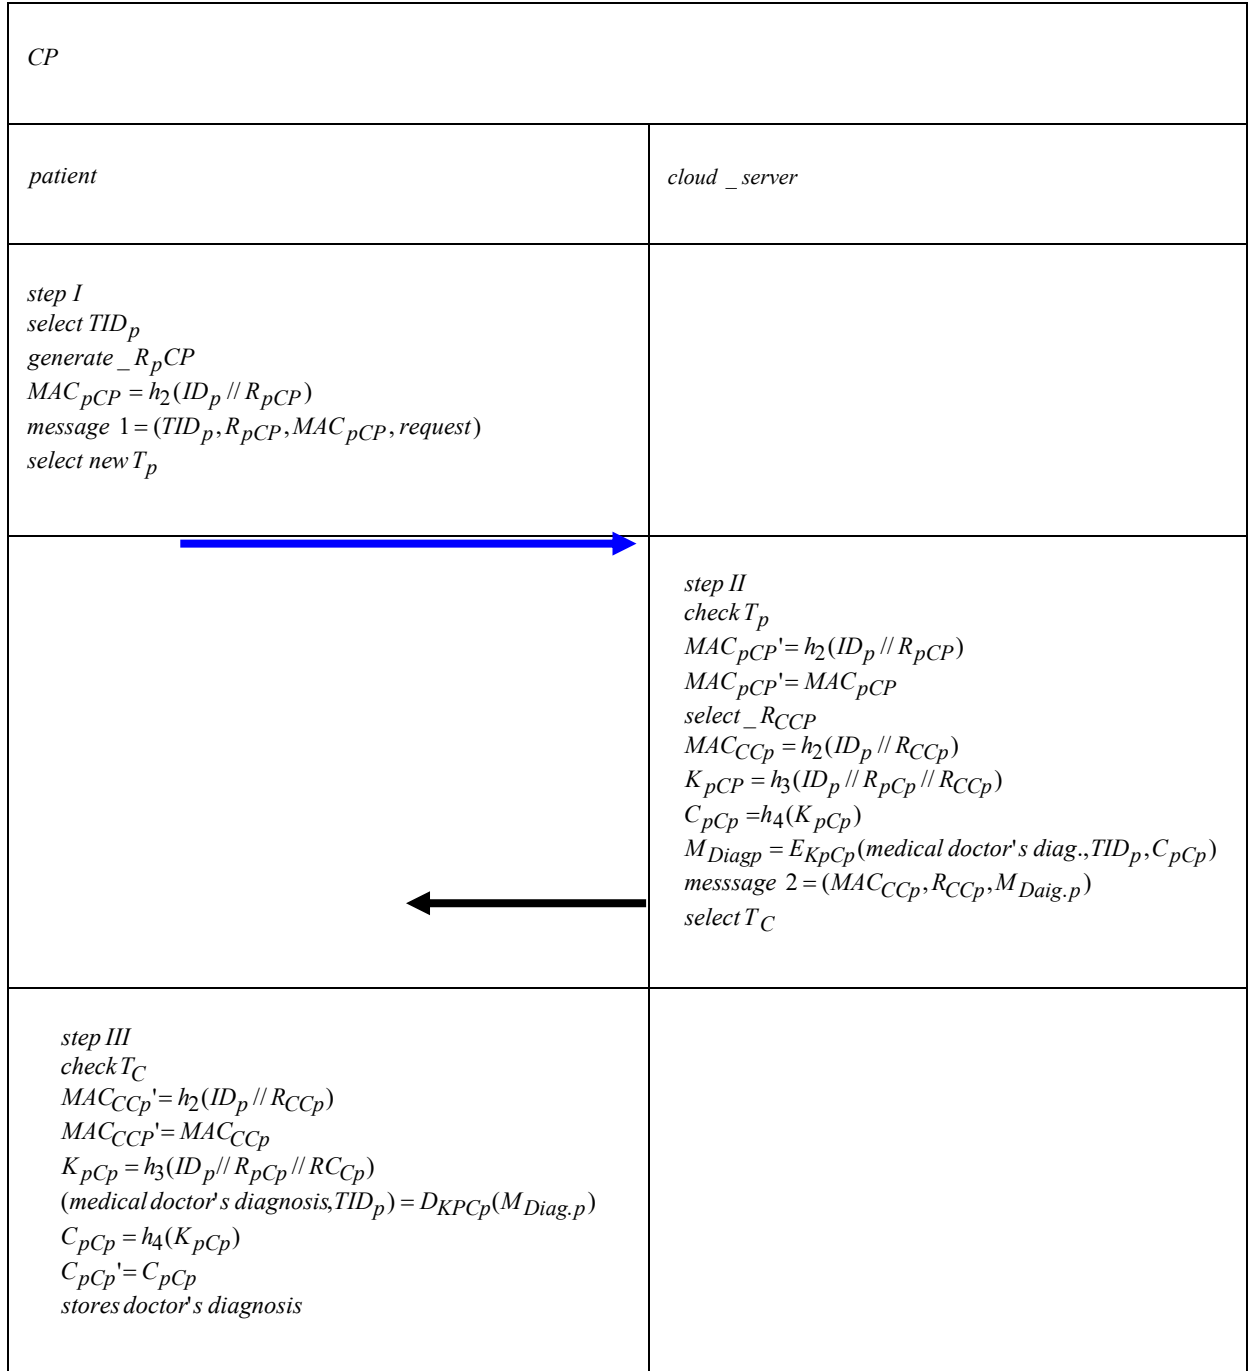 CP
patient
cloud _ server
step I
select TID_p
generate _ R_pCP
MAC_pCP = h_2(ID_p // R_pCP)
message 1 = (TID_p, R_pCP, MAC_pCP, request)
select new T_p
step II
check T_p
MAC_pCP' = h_2(ID_p // R_pCP)
MAC_pCP' = MAC_pCP
select _ R_CCP
MAC_CCp = h_2(ID_p // R_CCp)
K_pCP = h_3(ID_p // R_pCp // R_CCp)
C_pCp = h_4(K_pCp)
M_Diagp = E_KpCp(medical doctor's diag., TID_p, C_pCp)
messsage 2 = (MAC_CCp, R_CCp, M_Daig.p)
select T_C
step III
check T_C
MAC_CCp' = h_2(ID_p // R_CCp)
MAC_CCP' = MAC_CCp
K_pCp = h_3(ID_p // R_pCp // RC_Cp)
(medical doctor's diagnosis, TID_p) = D_KPCp(M_Diag.p)
C_pCp = h_4(K_pCp)
C_pCp' = C_pCp
stores doctor's diagnosis